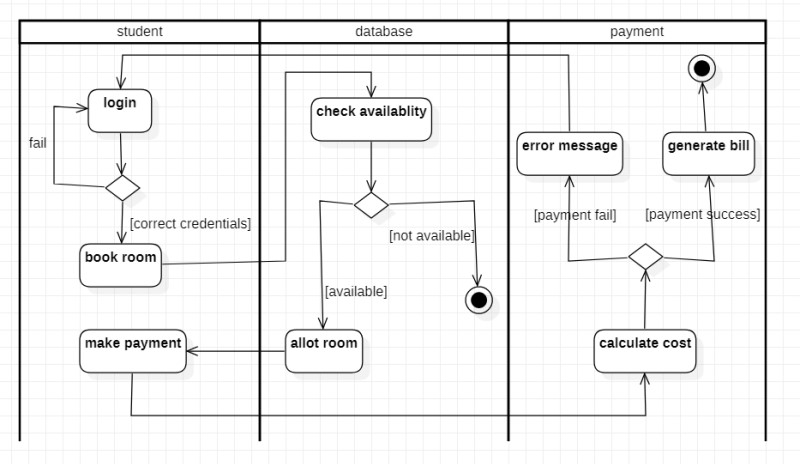 student
database
payment
login
check availablity
fail
error message
generate bill
[correct credentials]
[not available]
[payment fail]
[payment success]
book room
[available]
make payment
allot room
calculate cost